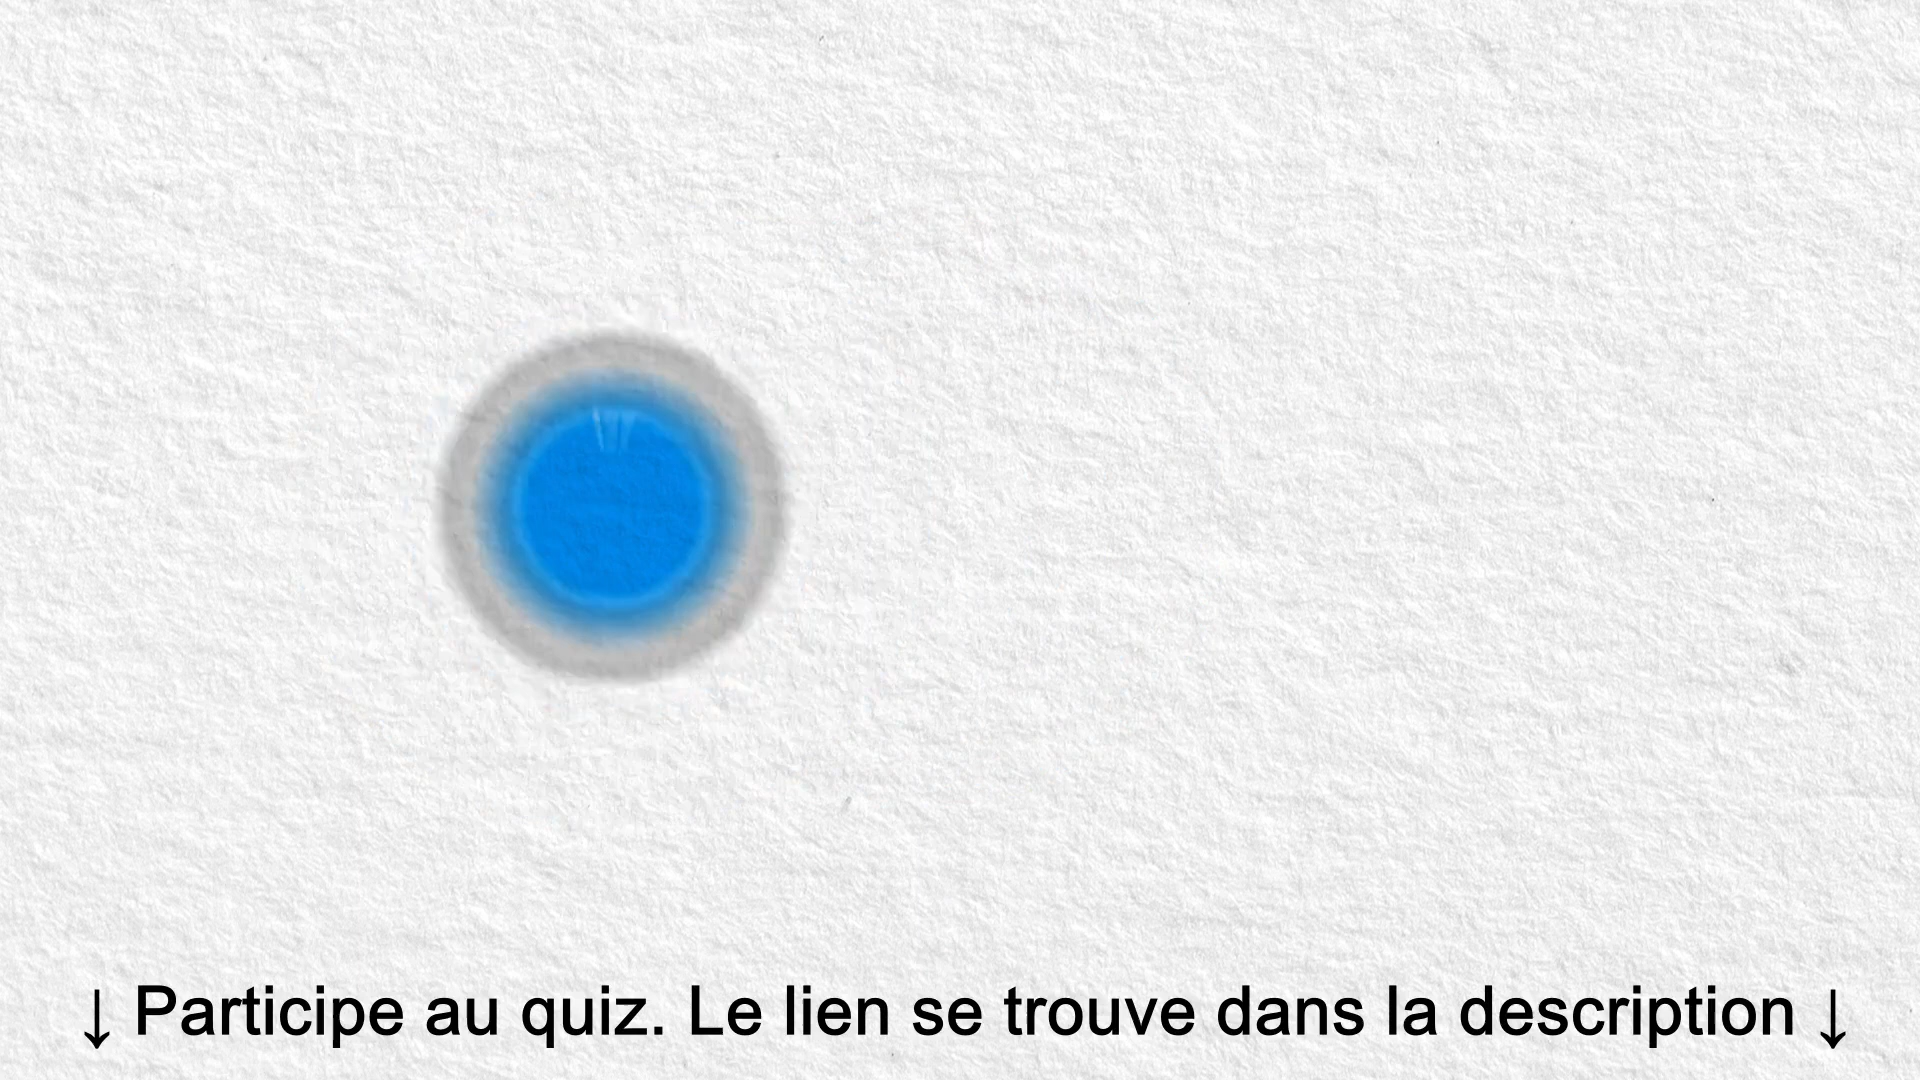 ↓ Participe au quiz. Le lien se trouve dans la description ↓